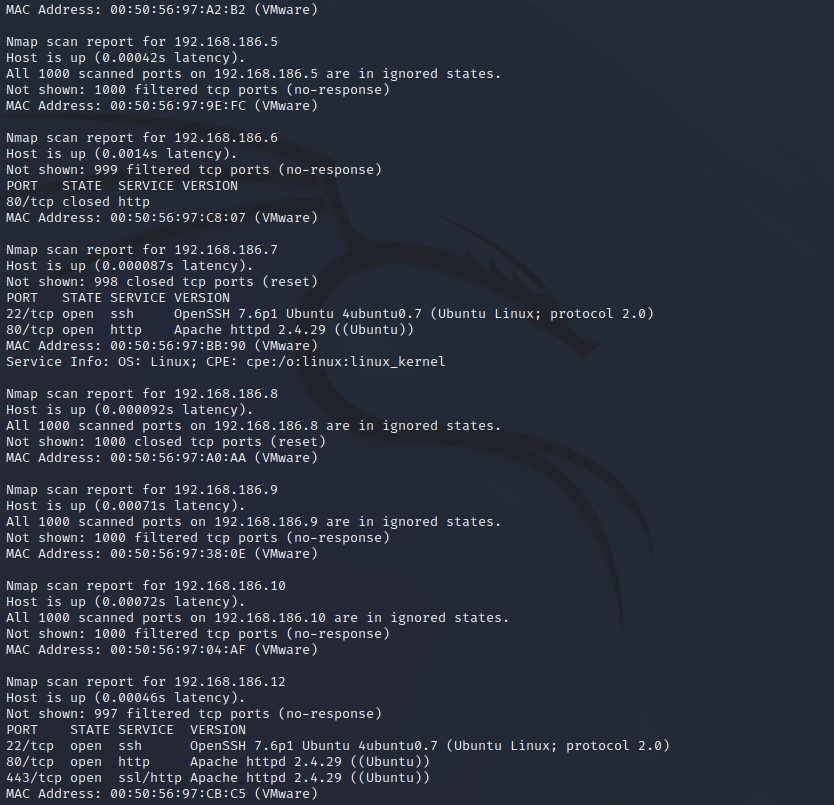 MAC Address: 00:50:56:97:A2:B2 (VMware)
Nmap scan report for 192.168.186.5
Host is up (0.00042s latency).
All 1000 scanned ports on 192.168.186.5 are in ignored states.
Not shown: 1000 filtered tcp ports (no-response)
MAC Address: 00:50:56:97:9E:FC (VMware)
Nmap scan report for 192.168.186.6
Host is up (0.0014s latency).
Not shown: 999 filtered tcp ports (no-response)
PORT   STATE  SERVICE VERSION
80/tcp closed http
MAC Address: 00:50:56:97:C8:07 (VMware)
Nmap scan report for 192.168.186.7
Host is up (0.000087s latency).
Not shown: 998 closed tcp ports (reset)
PORT   STATE SERVICE VERSION
22/tcp open  ssh     OpenSSH 7.6p1 Ubuntu 4ubuntu0.7 (Ubuntu Linux; protocol 2.0)
80/tcp open  http    Apache httpd 2.4.29 ((Ubuntu))
MAC Address: 00:50:56:97:BB:90 (VMware)
Service Info: OS: Linux; CPE: cpe:/o:linux:linux_kernel
Nmap scan report for 192.168.186.8
Host is up (0.000092s latency).
All 1000 scanned ports on 192.168.186.8 are in ignored states.
Not shown: 1000 closed tcp ports (reset)
MAC Address: 00:50:56:97:A0:AA (VMware)
Nmap scan report for 192.168.186.9
Host is up (0.00071s latency).
All 1000 scanned ports on 192.168.186.9 are in ignored states.
Not shown: 1000 filtered tcp ports (no-response)
MAC Address: 00:50:56:97:38:0E (VMware)
Nmap scan report for 192.168.186.10
Host is up (0.00072s latency).
All 1000 scanned ports on 192.168.186.10 are in ignored states.
Not shown: 1000 filtered tcp ports (no-response)
MAC Address: 00:50:56:97:04:AF (VMware)
Nmap scan report for 192.168.186.12
Host is up (0.00046s latency).
Not shown: 997 filtered tcp ports (no-response)
PORT    STATE SERVICE  VERSION
22/tcp  open  ssh      OpenSSH 7.6p1 Ubuntu 4ubuntu0.7 (Ubuntu Linux; protocol 2.0)
80/tcp  open  http     Apache httpd 2.4.29 ((Ubuntu))
443/tcp open  ssl/http Apache httpd 2.4.29 ((Ubuntu))
MAC Address: 00:50:56:97:CB:C5 (VMware)